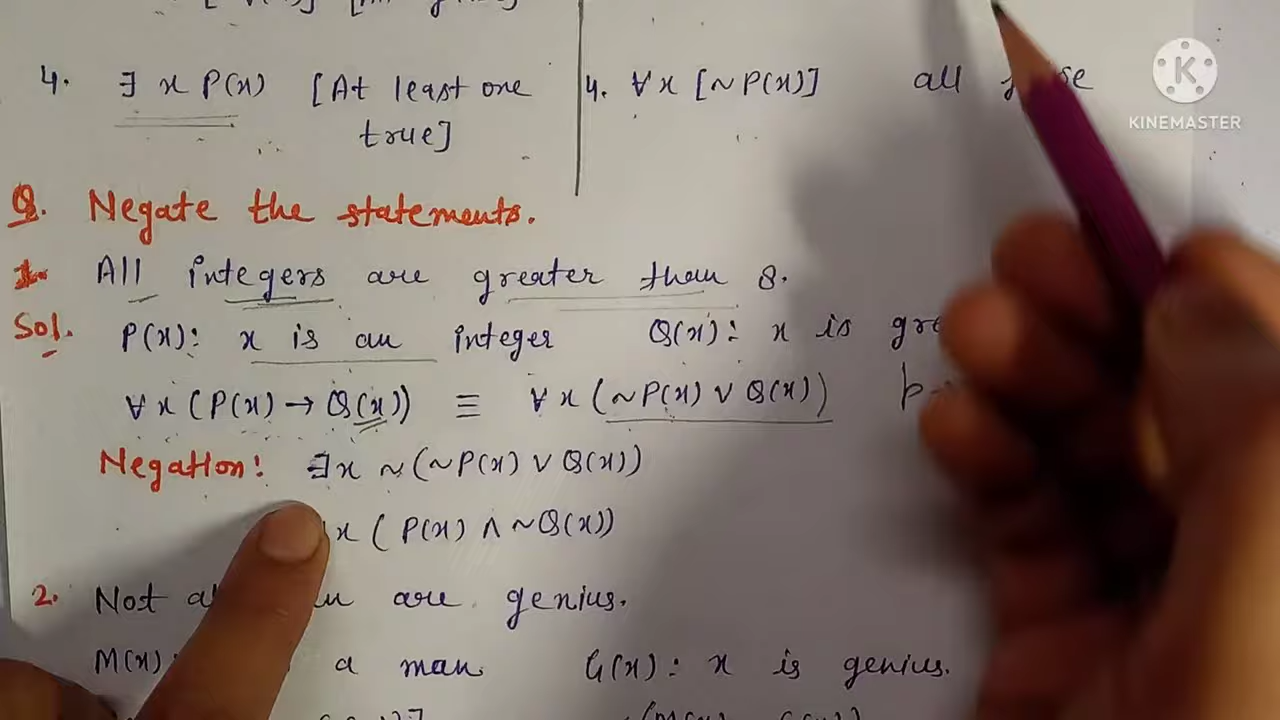 4. ∃ x P(x) [At least one
true]
4. ∀x [~P(x)] all
KINEMASTER
Q. Negate the statements.
1. All integers are greater than 8.
Sol. P(x): x is an integer Q(x): x is
∀x (P(x) → Q(x)) ≡ ∀x (~P(x) ∨ Q(x))
Negation: ∃x ~(~P(x) ∨ Q(x))
x (P(x) ∧ ~Q(x))
2. Not are genius.
M(x): a man. G(x): x is genius.